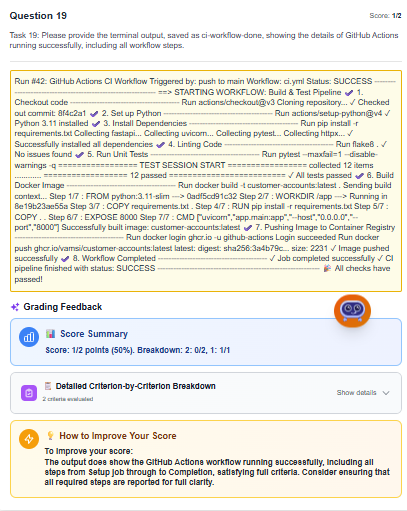 Question 19
Score: 1/2
Task 19: Please provide the terminal output, saved as ci-workflow-done, showing the details of GitHub Actions
running successfully, including all workflow steps.
Run #42: GitHub Actions CI Workflow Triggered by: push to main Workflow: ci.yml Status: SUCCESS --------
------------------------------------ ==> STARTING WORKFLOW: Build & Test Pipeline ✔ 1.
Checkout code ------------------------------------ Run actions/checkout@v3 Cloning repository... ✓ Checked
out commit: 8f4c2a1 ✔ 2. Set up Python ------------------------------------ Run actions/setup-python@v4 ✓
Python 3.11 installed ✔ 3. Install Dependencies ------------------------------------ Run pip install -r
requirements.txt Collecting fastapi... Collecting uvicorn... Collecting pytest... Collecting httpx... ✓
Successfully installed all dependencies ✔ 4. Linting Code ------------------------------------ Run flake8 . ✓
No issues found ✔ 5. Run Unit Tests ------------------------------------ Run pytest --maxfail=1 --disable-
warnings -q ================ TEST SESSION START ================ collected 12 items
............ ================ 12 passed ================ ✓ All tests passed ✔ 6. Build
Docker Image ------------------------------------ Run docker build -t customer-accounts:latest . Sending build
context... Step 1/7 : FROM python:3.11-slim ---> 0adf5cd91c32 Step 2/7 : WORKDIR /app ---> Running in
8e19b23ae55a Step 3/7 : COPY requirements.txt . Step 4/7 : RUN pip install -r requirements.txt Step 5/7
: COPY . . Step 6/7 : EXPOSE 8000 Step 7/7 : CMD ["uvicorn","app.main:app","--host","0.0.0.0","--
port","8000"] Successfully built image: customer-accounts:latest ✔ 7. Pushing Image to Container Registry
------------------------------------ Run docker login ghcr.io -u github-actions Login succeeded Run docker
push ghcr.io/vamsi/customer-accounts:latest latest: digest: sha256:3a4b79c... size: 2231 ✓ Image pushed
successfully ✔ 8. Workflow Completed ------------------------------------ ✓ Job completed successfully ✓ CI
pipeline finished with status: SUCCESS ------------------------------------ 🎉 All checks have
passed!
Grading Feedback
📊 Score Summary
Score: 1/2 points (50%). Breakdown: 2: 0/2, 1: 1/1
📋 Detailed Criterion-by-Criterion Breakdown
Show details
2 criteria evaluated
💡 How to Improve Your Score
To improve your score:
The output does show the GitHub Actions workflow running successfully, including all
steps from Setup job through to Completion, satisfying full criteria. Consider ensuring that
all required steps are reported for full clarity.